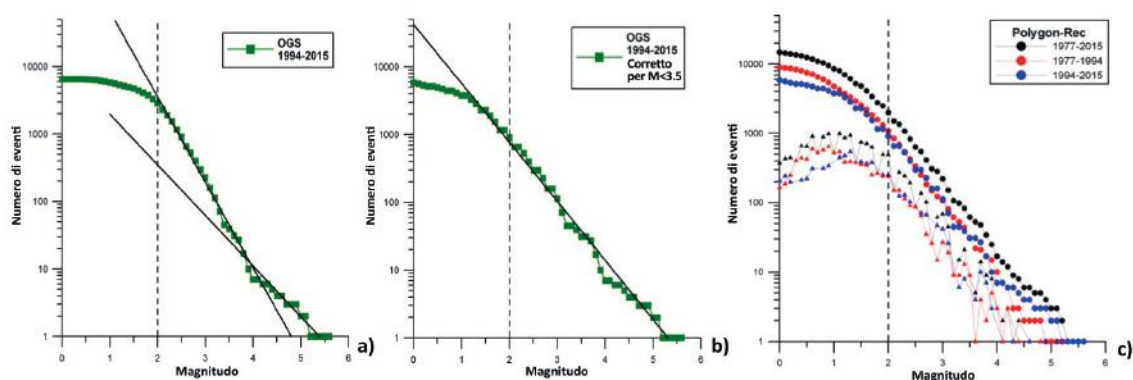 OGS
1994-2015
10000
1000
100
10
1
0
1
2
3
4
5
6
Numero di eventi
Magnitudo
a)
OGS
1994-2015
Corretto
per M<3.5
10000
1000
100
10
1
0
1
2
3
4
5
6
Numero di eventi
Magnitudo
b)
Polygon-Rec
1977-2015
1977-1994
1994-2015
10000
1000
100
10
1
0
1
2
3
4
5
6
Numero di eventi
Magnitudo
c)